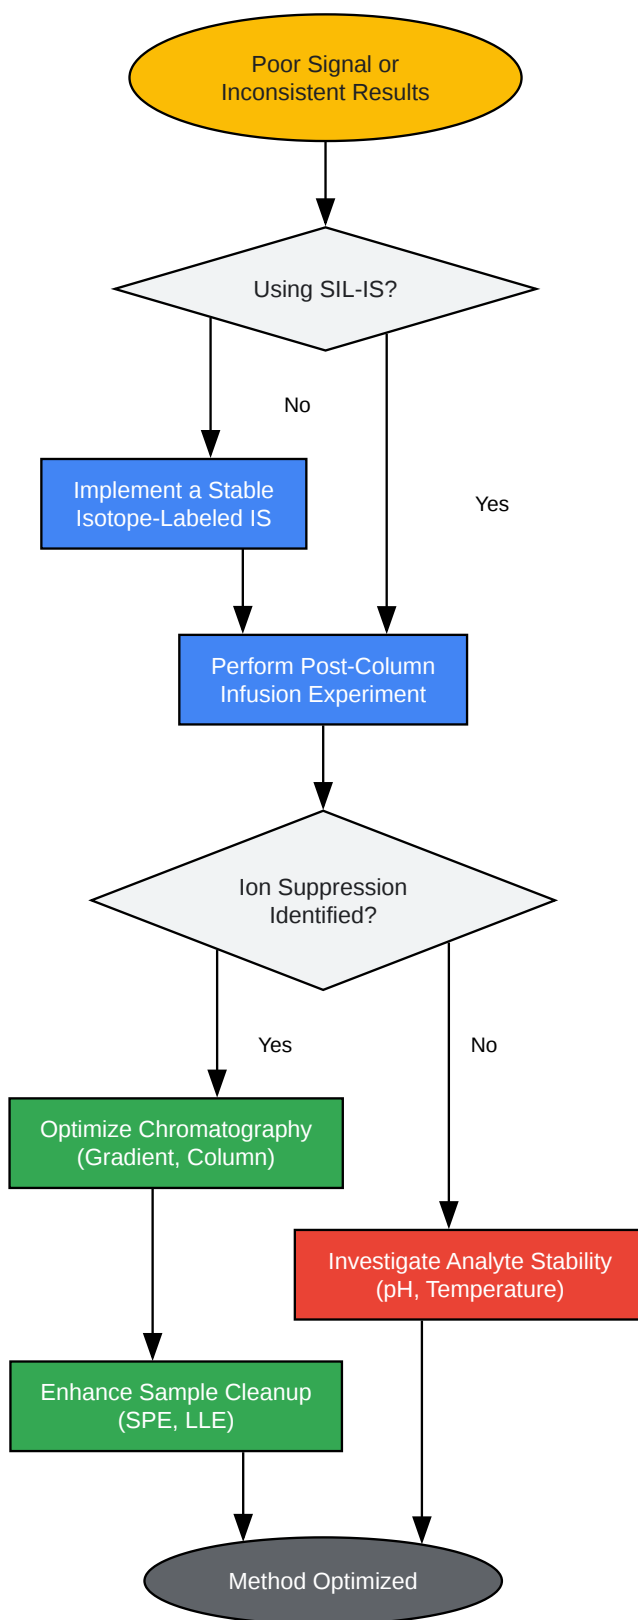 Poor Signal or
Inconsistent Results
Using SIL-IS?
No
Implement a Stable
Isotope-Labeled IS
Yes
Perform Post-Column
Infusion Experiment
Ion Suppression
Identified?
Yes
No
Optimize Chromatography
(Gradient, Column)
Investigate Analyte Stability
(pH, Temperature)
Enhance Sample Cleanup
(SPE, LLE)
Method Optimized